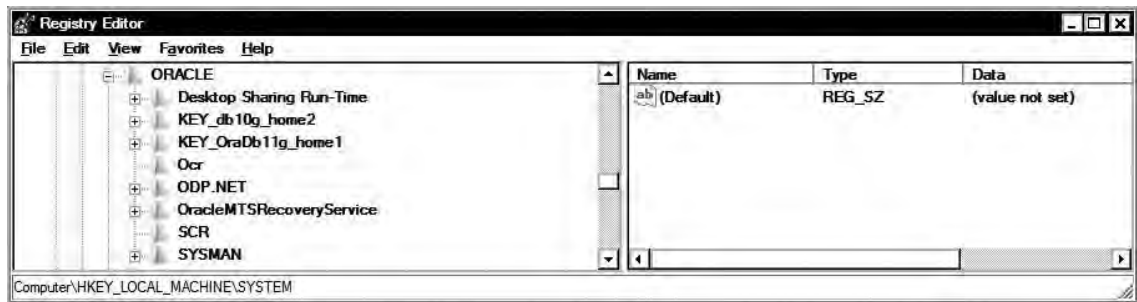 Registry Editor
File Edit View Favorites Help
ORACLE
Desktop Sharing Run-Time
KEY_db10g_home2
KEY_OraDb11g_home1
Ocr
ODP.NET
OracleMTSRecoveryService
SCR
SYSMAN
Name Type Data
ab (Default) REG_SZ (value not set)
Computer\HKEY_LOCAL_MACHINE\SYSTEM